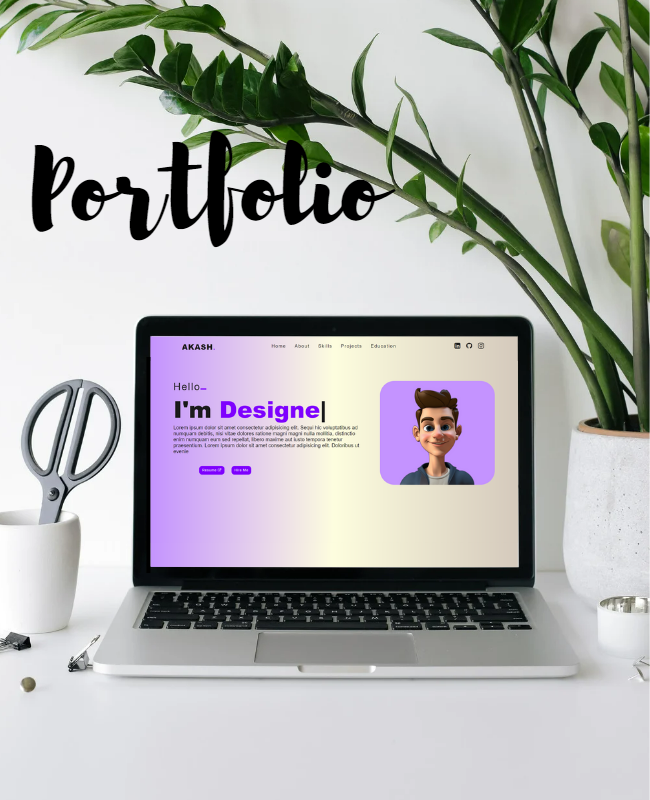 Portfolio
AKASH.
Home About Skills Projects Education
Hello
I'm Designe|
Lorem ipsum dolor sit amet consectetur adipisicing elit. Sequi hic voluptatibus ad
numquam debitis, nisi vitae dolores ratione magni magni nulla mollitia, distinctio
enim numquam eum sed repellat, libero maxime aut iusto tempora tenetur
praesentium. Lorem ipsum dolor sit amet consectetur adipisicing elit. Doloribus ut
eveniet
Resume Hire Me